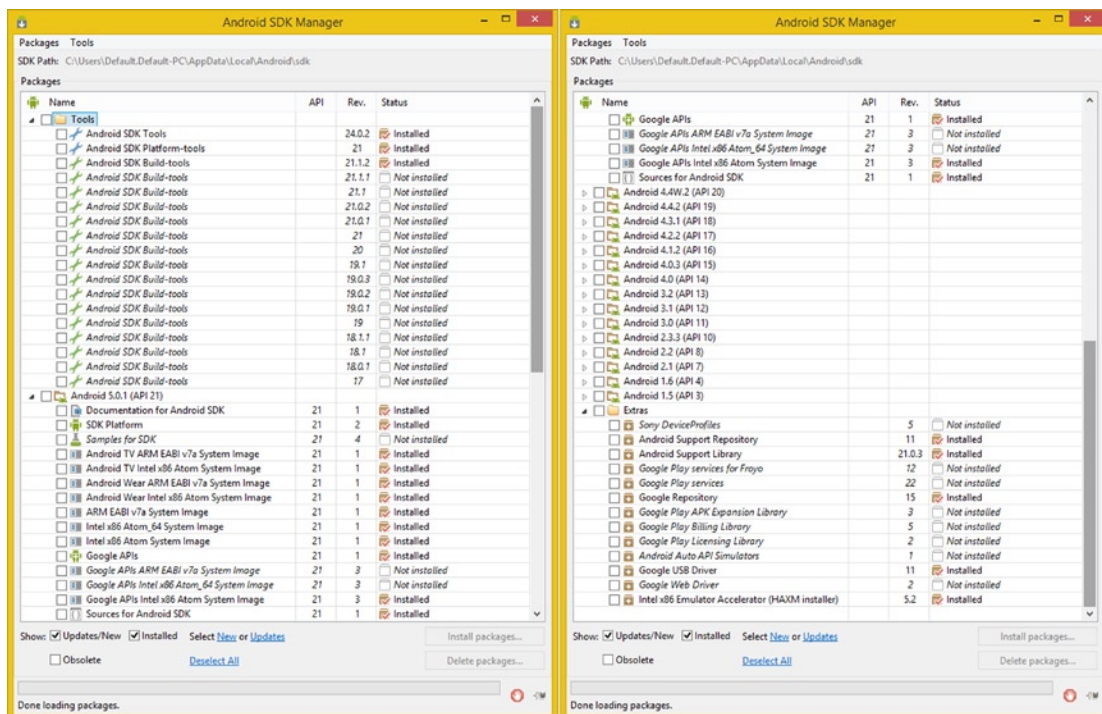 Android SDK Manager
Packages Tools
SDK Path: C:\Users\Default.Default-PC\AppData\Local\Android\sdk
Packages
Name API Rev. Status
Tools
Android SDK Tools 24.0.2 Installed
Android SDK Platform-tools 21 Installed
Android SDK Build-tools 21.1.2 Installed
Android SDK Build-tools 21.1.1 Not installed
Android SDK Build-tools 21.1 Not installed
Android SDK Build-tools 21.0.2 Not installed
Android SDK Build-tools 21.0.1 Not installed
Android SDK Build-tools 21 Not installed
Android SDK Build-tools 20 Not installed
Android SDK Build-tools 19.1 Not installed
Android SDK Build-tools 19.0.3 Not installed
Android SDK Build-tools 19.0.2 Not installed
Android SDK Build-tools 19.0.1 Not installed
Android SDK Build-tools 19 Not installed
Android SDK Build-tools 18.1.1 Not installed
Android SDK Build-tools 18.1 Not installed
Android SDK Build-tools 18.0.1 Not installed
Android SDK Build-tools 17 Not installed
Android 5.0.1 (API 21)
Documentation for Android SDK 21 1 Installed
SDK Platform 21 2 Installed
Samples for SDK 21 4 Not installed
Android TV ARM EABI v7a System Image 21 1 Installed
Android TV Intel x86 Atom System Image 21 1 Installed
Android Wear ARM EABI v7a System Image 21 1 Installed
Android Wear Intel x86 Atom System Image 21 1 Installed
ARM EABI v7a System Image 21 1 Installed
Intel x86 Atom_64 System Image 21 1 Installed
Intel x86 Atom System Image 21 1 Installed
Google APIs 21 1 Installed
Google APIs ARM EABI v7a System Image 21 3 Not installed
Google APIs Intel x86 Atom_64 System Image 21 3 Not installed
Google APIs Intel x86 Atom System Image 21 3 Installed
Sources for Android SDK 21 1 Installed
Show: Updates/New Installed Select New or Updates Install packages...
Obsolete Deselect All Delete packages...
Done loading packages.
Android SDK Manager
Packages Tools
SDK Path: C:\Users\Default.Default-PC\AppData\Local\Android\sdk
Packages
Name API Rev. Status
Google APIs 21 1 Installed
Google APIs ARM EABI v7a System Image 21 3 Not installed
Google APIs Intel x86 Atom_64 System Image 21 3 Not installed
Google APIs Intel x86 Atom System Image 21 3 Installed
Sources for Android SDK 21 1 Installed
Android 4.4W.2 (API 20)
Android 4.4.2 (API 19)
Android 4.3.1 (API 18)
Android 4.2.2 (API 17)
Android 4.1.2 (API 16)
Android 4.0.3 (API 15)
Android 4.0 (API 14)
Android 3.2 (API 13)
Android 3.1 (API 12)
Android 3.0 (API 11)
Android 2.3.3 (API 10)
Android 2.2 (API 8)
Android 2.1 (API 7)
Android 1.6 (API 4)
Android 1.5 (API 3)
Extras
Sony DeviceProfiles 5 Not installed
Android Support Repository 11 Installed
Android Support Library 21.0.3 Installed
Google Play services for Froyo 12 Not installed
Google Play services 22 Not installed
Google Repository 15 Installed
Google Play APK Expansion Library 3 Not installed
Google Play Billing Library 5 Not installed
Google Play Licensing Library 2 Not installed
Android Auto API Simulators 1 Not installed
Google USB Driver 11 Installed
Google Web Driver 2 Not installed
Intel x86 Emulator Accelerator (HAXM installer) 5.2 Installed
Show: Updates/New Installed Select New or Updates Install packages...
Obsolete Deselect All Delete packages...
Done loading packages.